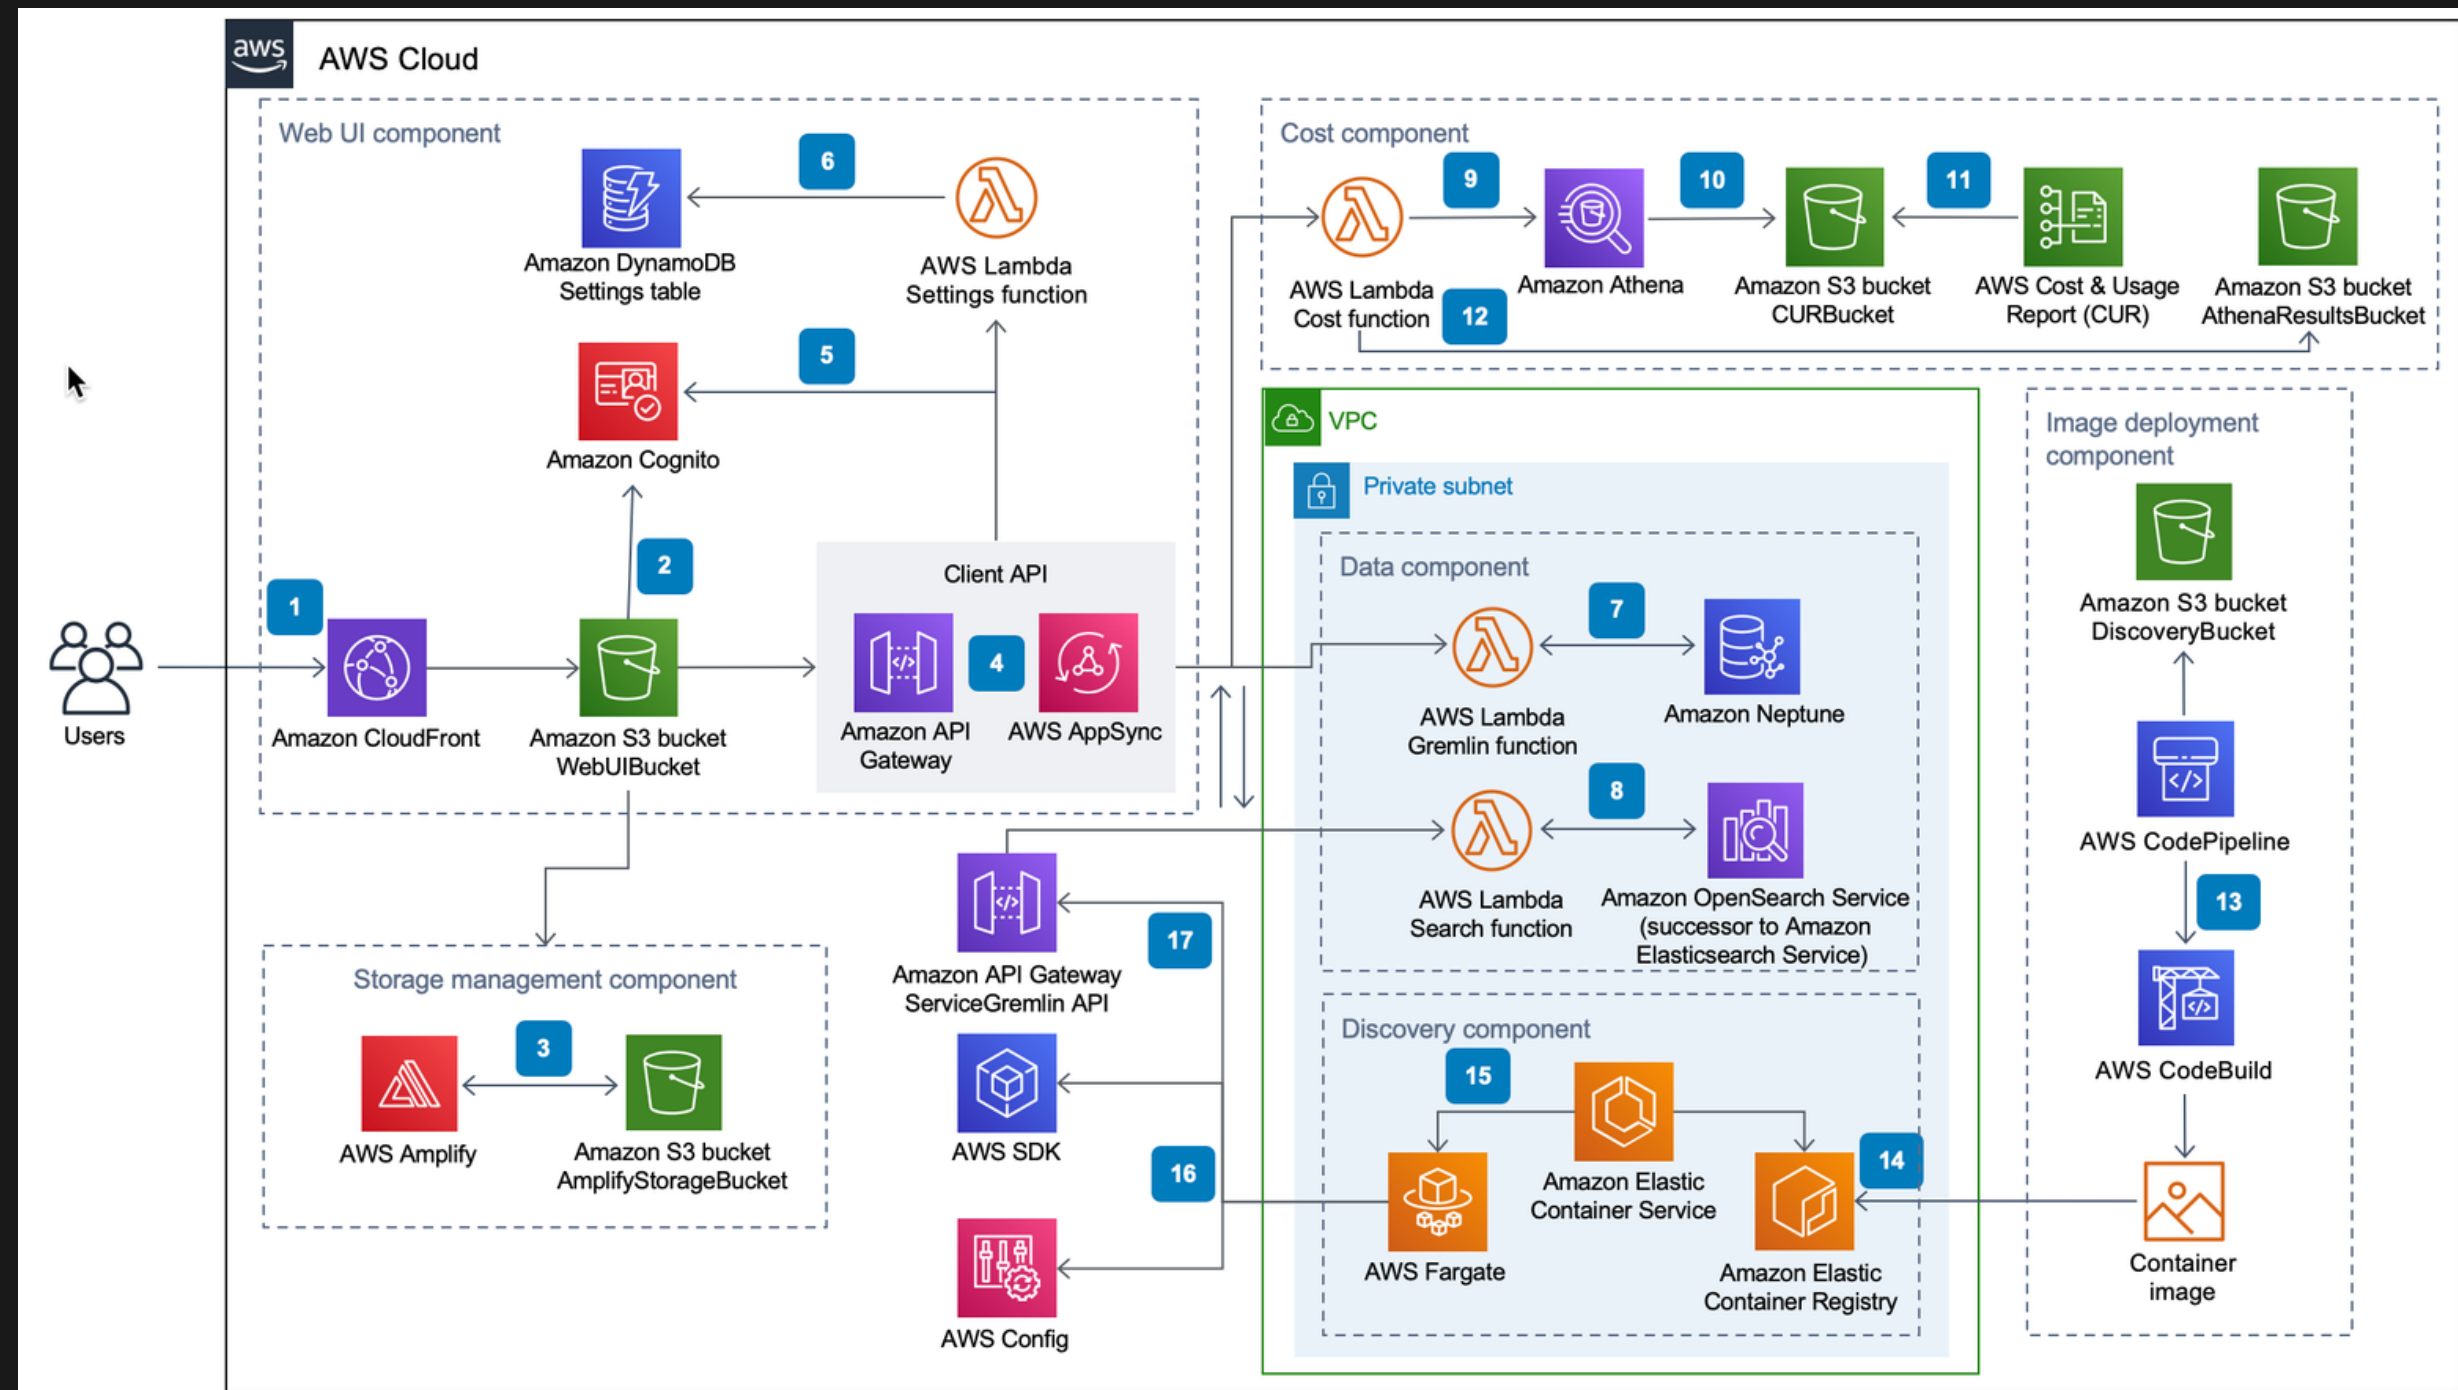 aws
AWS Cloud
Web UI component
6
Amazon DynamoDB
Settings table
AWS Lambda
Settings function
5
Amazon Cognito
2
1
Users
Amazon CloudFront
Amazon S3 bucket
WebUIBucket
Client API
4
Amazon API
Gateway
AWS AppSync
Cost component
9
10
11
AWS Lambda
Cost function
12
Amazon Athena
Amazon S3 bucket
CURBucket
AWS Cost & Usage
Report (CUR)
Amazon S3 bucket
AthenaResultsBucket
VPC
Private subnet
Data component
7
AWS Lambda
Gremlin function
Amazon Neptune
8
AWS Lambda
Search function
Amazon OpenSearch Service
(successor to Amazon
Elasticsearch Service)
Discovery component
15
Amazon Elastic
Container Service
14
AWS Fargate
Amazon Elastic
Container Registry
Image deployment
component
Amazon S3 bucket
DiscoveryBucket
AWS CodePipeline
13
AWS CodeBuild
Container
image
Storage management component
3
AWS Amplify
Amazon S3 bucket
AmplifyStorageBucket
17
Amazon API Gateway
ServiceGremlin API
AWS SDK
16
AWS Config